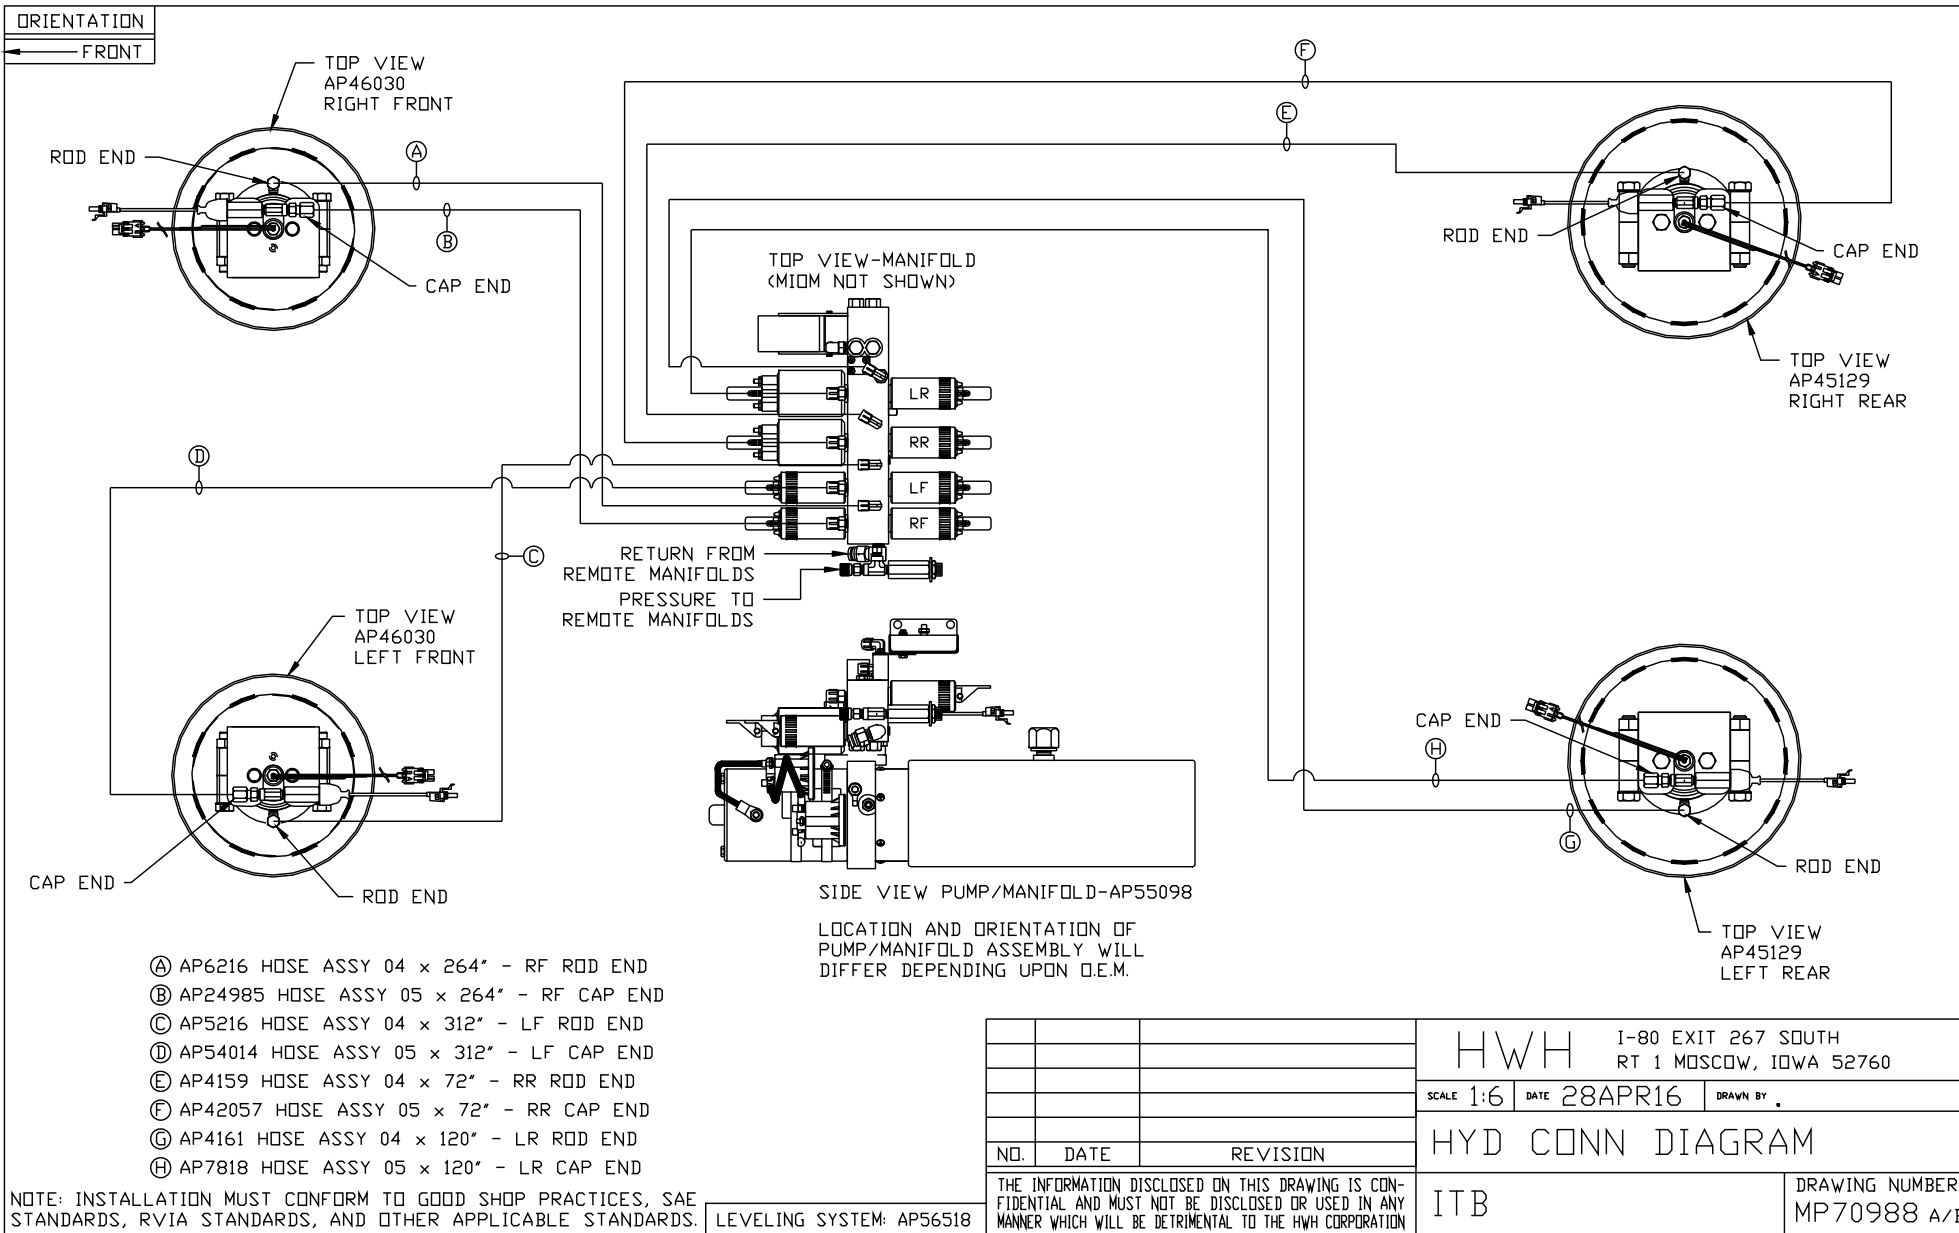 ORIENTATION
FRONT
TOP VIEW
AP46030
RIGHT FRONT
ROD END
A
B
CAP END
F
E
ROD END
CAP END
TOP VIEW
AP45129
RIGHT REAR
TOP VIEW-MANIFOLD
(MIOM NOT SHOWN)
LR
RR
LF
RF
D
C
RETURN FROM
REMOTE MANIFOLDS
PRESSURE TO
REMOTE MANIFOLDS
TOP VIEW
AP46030
LEFT FRONT
CAP END
ROD END
CAP END
H
G
ROD END
TOP VIEW
AP45129
LEFT REAR
SIDE VIEW PUMP/MANIFOLD-AP55098
LOCATION AND ORIENTATION OF
PUMP/MANIFOLD ASSEMBLY WILL
DIFFER DEPENDING UPON O.E.M.
A AP6216 HOSE ASSY 04 x 264" - RF ROD END
B AP24985 HOSE ASSY 05 x 264" - RF CAP END
C AP5216 HOSE ASSY 04 x 312" - LF ROD END
D AP54014 HOSE ASSY 05 x 312" - LF CAP END
E AP4159 HOSE ASSY 04 x 72" - RR ROD END
F AP42057 HOSE ASSY 05 x 72" - RR CAP END
G AP4161 HOSE ASSY 04 x 120" - LR ROD END
H AP7818 HOSE ASSY 05 x 120" - LR CAP END
NOTE: INSTALLATION MUST CONFORM TO GOOD SHOP PRACTICES, SAE
STANDARDS, RVIA STANDARDS, AND OTHER APPLICABLE STANDARDS.
LEVELING SYSTEM: AP56518
NO. DATE REVISION
THE INFORMATION DISCLOSED ON THIS DRAWING IS CON-
FIDENTIAL AND MUST NOT BE DISCLOSED OR USED IN ANY
MANNER WHICH WILL BE DETRIMENTAL TO THE HWH CORPORATION
HWH
I-80 EXIT 267 SOUTH
RT 1 MOSCOW, IOWA 52760
SCALE 1:6 DATE 28APR16 DRAWN BY .
HYD CONN DIAGRAM
ITB
DRAWING NUMBER
MP70988